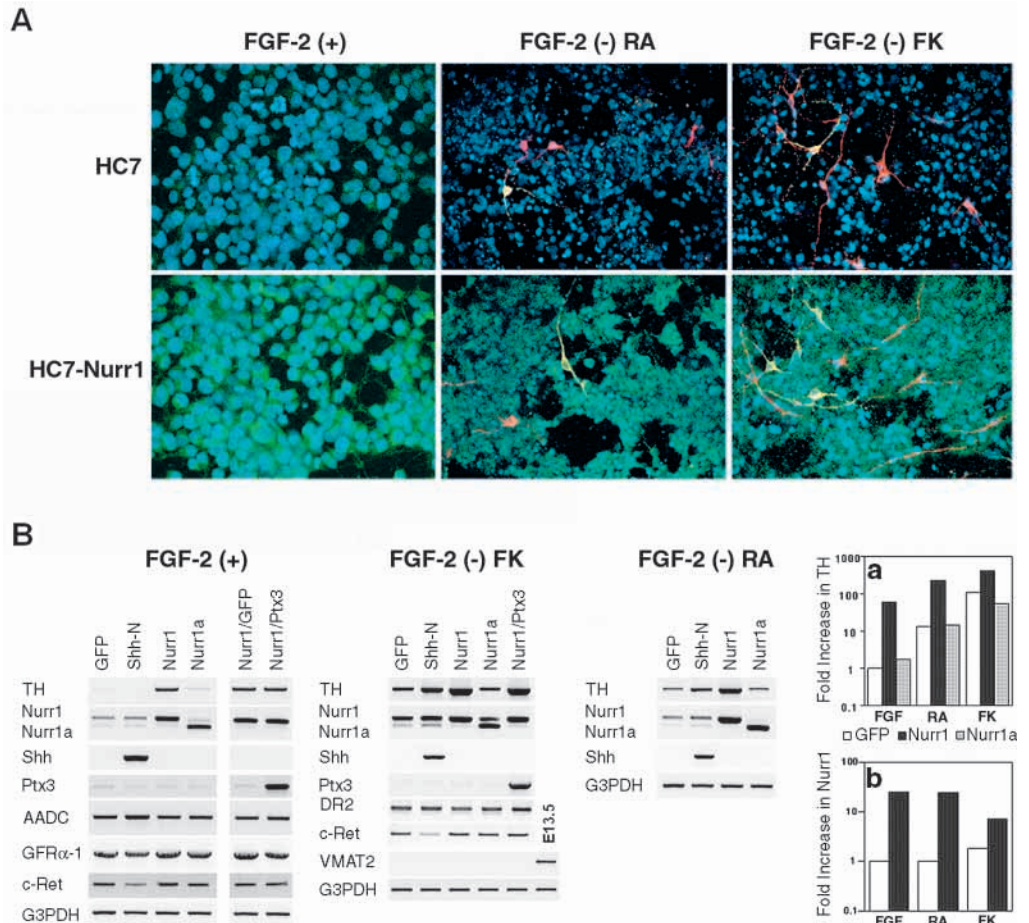 A
FGF-2 (+)
FGF-2 (-) RA
FGF-2 (-) FK
HC7
HC7-Nurr1
B
FGF-2 (+)
GFP
Shh-N
Nurr1
Nurr1a
Nurr1/GFP
Nurr1/Ptx3
TH
Nurr1
Nurr1a
Shh
Ptx3
AADC
GFRα-1
c-Ret
G3PDH
FGF-2 (-) FK
GFP
Shh-N
Nurr1
Nurr1a
Nurr1/Ptx3
TH
Nurr1
Nurr1a
Shh
Ptx3
DR2
c-Ret
VMAT2
G3PDH
E13.5
FGF-2 (-) RA
GFP
Shh-N
Nurr1
Nurr1a
TH
Nurr1
Nurr1a
Shh
G3PDH
a
Fold Increase in TH
1000
100
10
1
0.1
FGF RA FK
GFP Nurr1 Nurr1a
b
Fold Increase in Nurr1
100
10
1
0.1
FGF RA FK